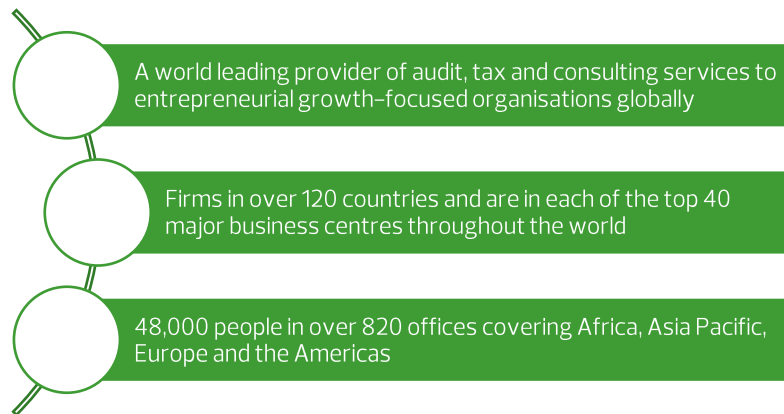 A world leading provider of audit, tax and consulting services to
entrepreneurial growth-focused organisations globally
Firms in over 120 countries and are in each of the top 40
major business centres throughout the world
48,000 people in over 820 offices covering Africa, Asia Pacific,
Europe and the Americas